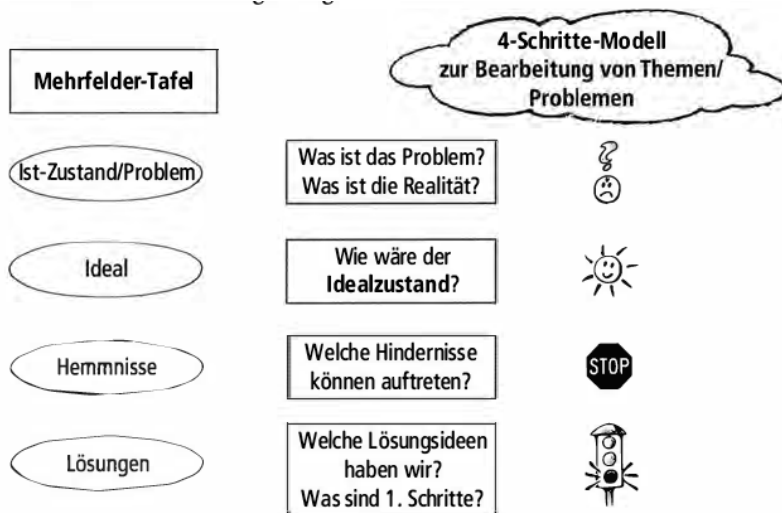 4-Schritte-Modell
zur Bearbeitung von Themen/
Problemen
Mehrfelder-Tafel
Ist-Zustand/Problem
Was ist das Problem?
Was ist die Realität?
Ideal
Wie wäre der
Idealzustand?
Hemmnisse
Welche Hindernisse
können auftreten?
STOP
Lösungen
Welche Lösungsideen
haben wir?
Was sind 1. Schritte?